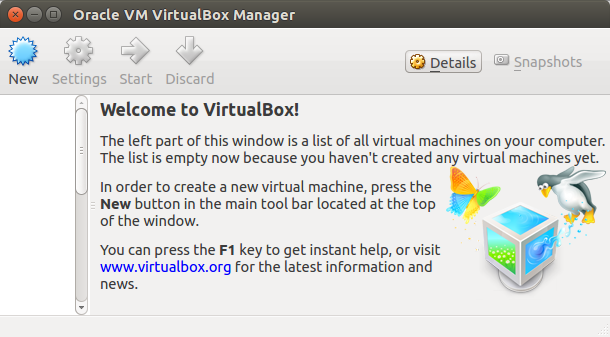 Oracle VM VirtualBox Manager
New Settings Start Discard
Details Snapshots
Welcome to VirtualBox!
The left part of this window is a list of all virtual machines on your computer.
The list is empty now because you haven't created any virtual machines yet.
In order to create a new virtual machine, press the
New button in the main tool bar located at the top
of the window.
You can press the F1 key to get instant help, or visit
www.virtualbox.org for the latest information and
news.